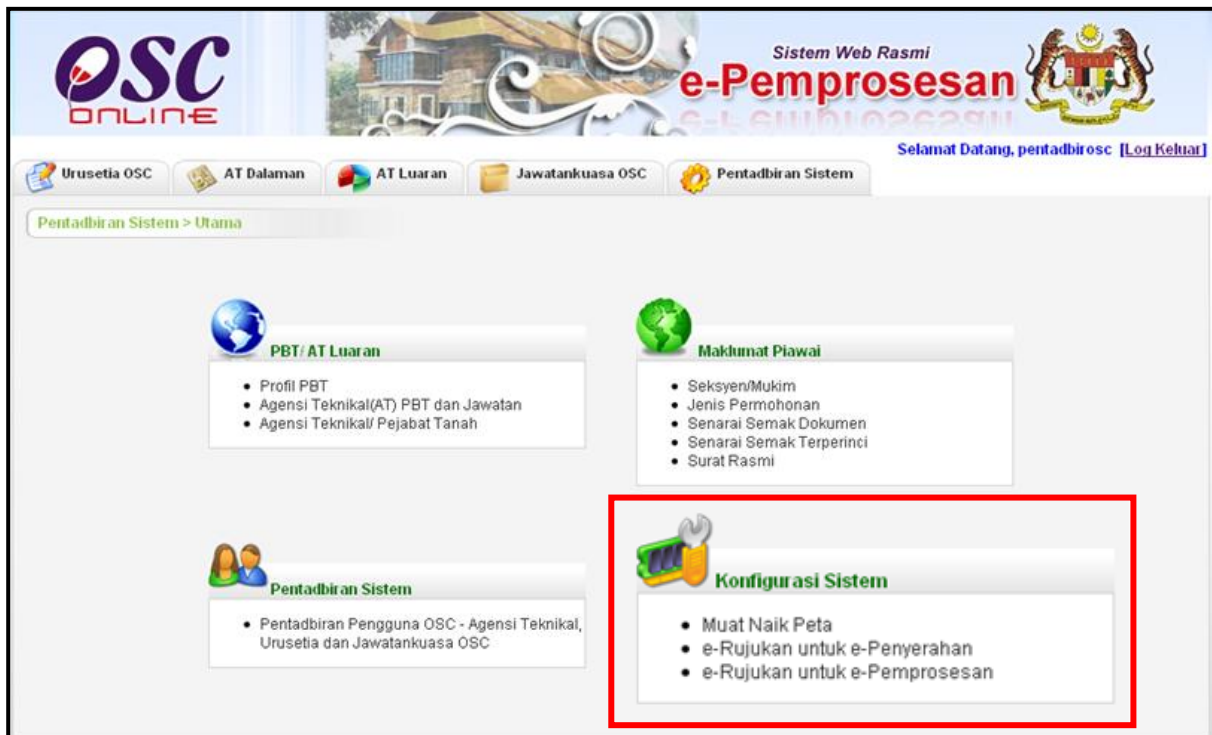 OSC
ONLINE
Sistem Web Rasmi
e-Pemprosesan
Selamat Datang, pentadbirosc [Log Keluar]
Urusetia OSC
AT Dalaman
AT Luaran
Jawatankuasa OSC
Pentadbiran Sistem
Pentadbiran Sistem > Utama
PBT/ AT Luaran
• Profil PBT
• Agensi Teknikal(AT) PBT dan Jawatan
• Agensi Teknikal/ Pejabat Tanah
Maklumat Piawai
• Seksyen/Mukim
• Jenis Permohonan
• Senarai Semak Dokumen
• Senarai Semak Terperinci
• Surat Rasmi
Pentadbiran Sistem
• Pentadbiran Pengguna OSC - Agensi Teknikal,
Urusetia dan Jawatankuasa OSC
Konfigurasi Sistem
• Muat Naik Peta
• e-Rujukan untuk e-Penyerahan
• e-Rujukan untuk e-Pemprosesan